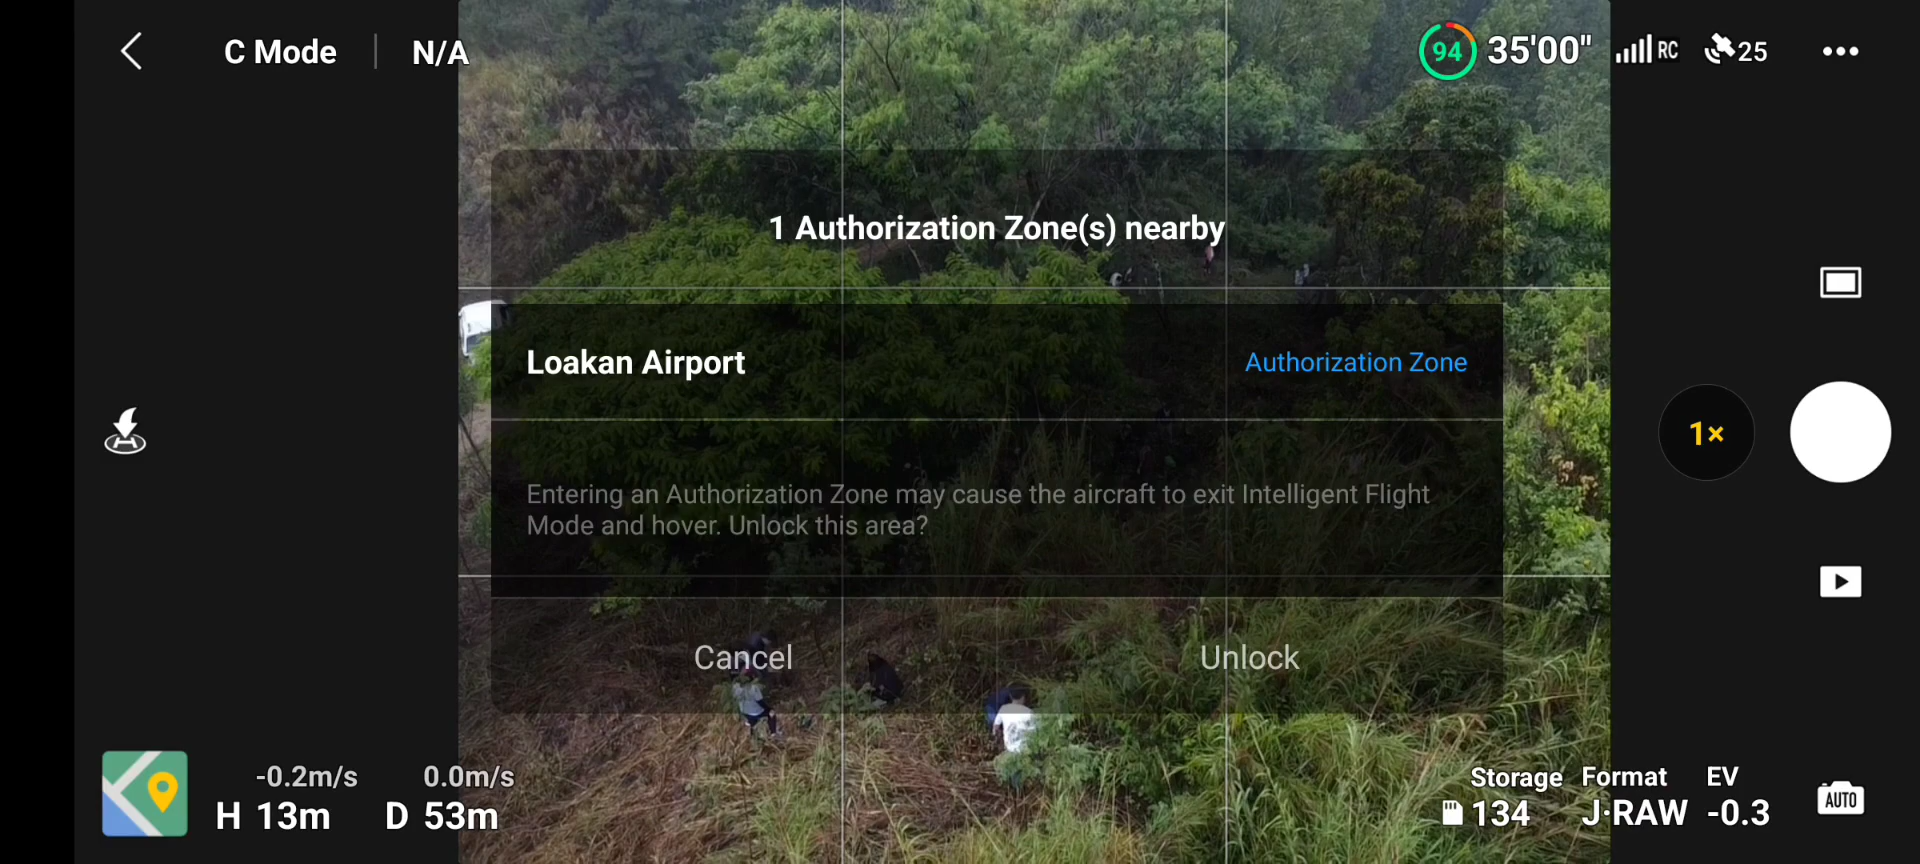 C Mode | N/A
94 35'00" RC 25
1 Authorization Zone(s) nearby
Loakan Airport Authorization Zone
Entering an Authorization Zone may cause the aircraft to exit Intelligent Flight
Mode and hover. Unlock this area?
Cancel Unlock
1×
-0.2m/s 0.0m/s
H 13m D 53m
Storage Format EV
134 J·RAW -0.3
AUTO